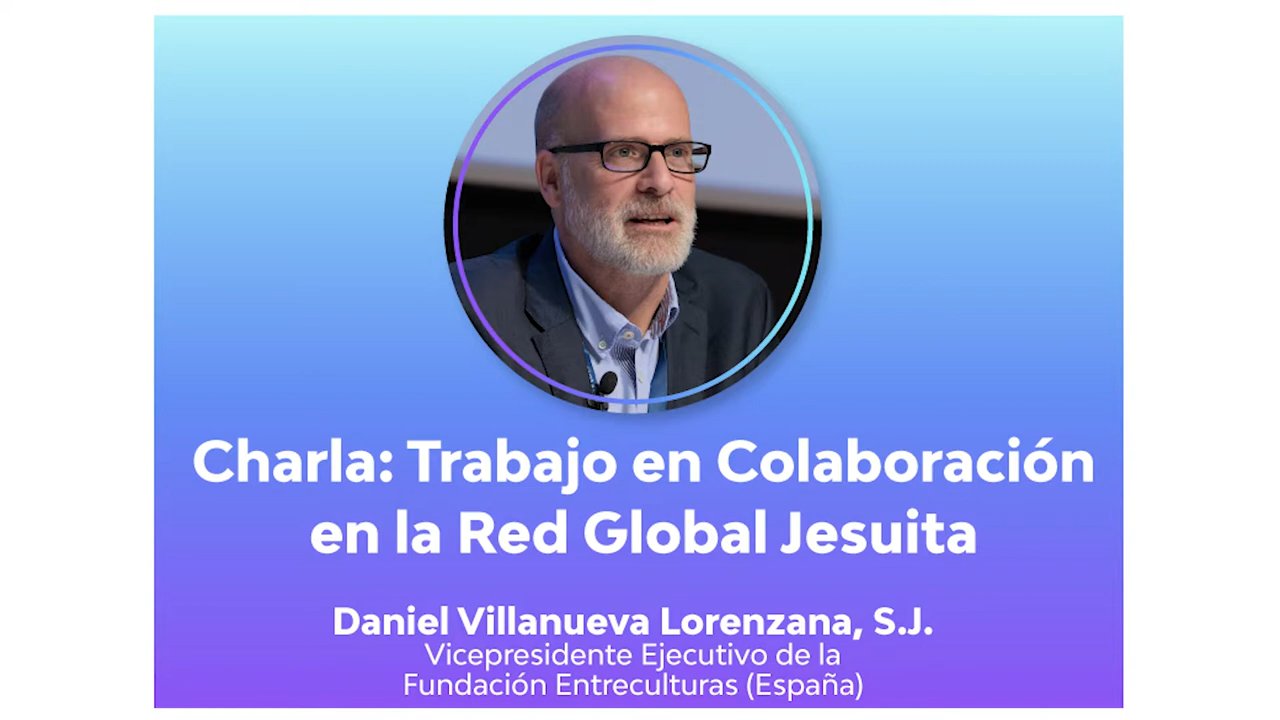 Charla: Trabajo en Colaboración
en la Red Global Jesuita
Daniel Villanueva Lorenzana, S.J.
Vicepresidente Ejecutivo de la
Fundación Entreculturas (España)